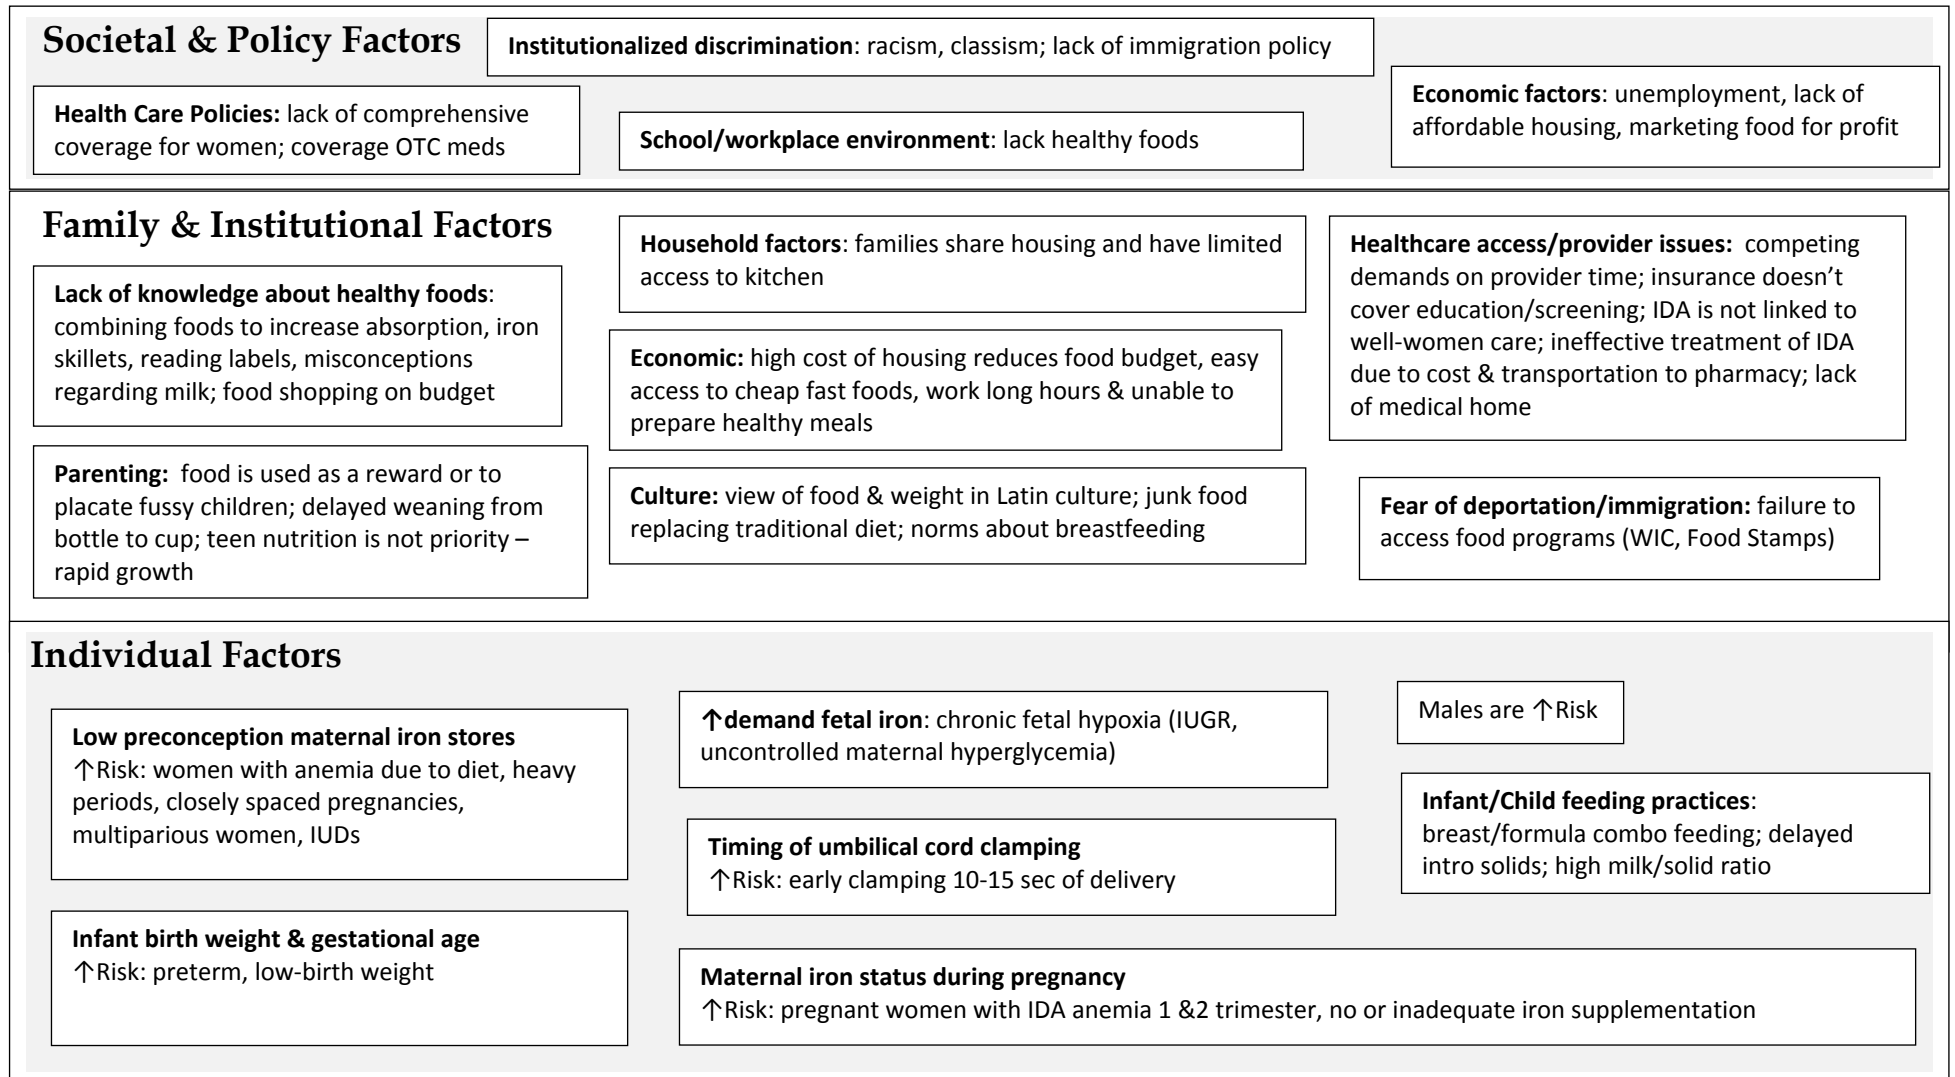 Societal & Policy Factors
Institutionalized discrimination: racism, classism; lack of immigration policy
Health Care Policies: lack of comprehensive
coverage for women; coverage OTC meds
School/workplace environment: lack healthy foods
Economic factors: unemployment, lack of
affordable housing, marketing food for profit
Family & Institutional Factors
Lack of knowledge about healthy foods:
combining foods to increase absorption, iron
skillets, reading labels, misconceptions
regarding milk; food shopping on budget
Parenting: food is used as a reward or to
placate fussy children; delayed weaning from
bottle to cup; teen nutrition is not priority –
rapid growth
Household factors: families share housing and have limited
access to kitchen
Economic: high cost of housing reduces food budget, easy
access to cheap fast foods, work long hours & unable to
prepare healthy meals
Culture: view of food & weight in Latin culture; junk food
replacing traditional diet; norms about breastfeeding
Healthcare access/provider issues: competing
demands on provider time; insurance doesn’t
cover education/screening; IDA is not linked to
well-women care; ineffective treatment of IDA
due to cost & transportation to pharmacy; lack
of medical home
Fear of deportation/immigration: failure to
access food programs (WIC, Food Stamps)
Individual Factors
Low preconception maternal iron stores
↑Risk: women with anemia due to diet, heavy
periods, closely spaced pregnancies,
multiparious women, IUDs
Infant birth weight & gestational age
↑Risk: preterm, low-birth weight
↑demand fetal iron: chronic fetal hypoxia (IUGR,
uncontrolled maternal hyperglycemia)
Timing of umbilical cord clamping
↑Risk: early clamping 10-15 sec of delivery
Males are ↑Risk
Infant/Child feeding practices:
breast/formula combo feeding; delayed
intro solids; high milk/solid ratio
Maternal iron status during pregnancy
↑Risk: pregnant women with IDA anemia 1 &2 trimester, no or inadequate iron supplementation